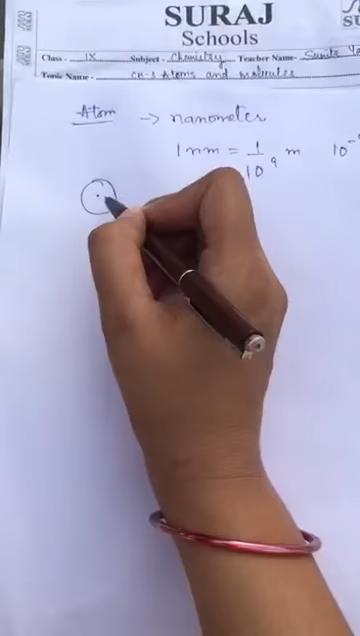 SURAJ
Schools
Class - IX Subject - Chemistry Teacher Name - Sunita
Topic Name - CH-3 Atoms and Molecules
Atom → nanometer
1 nm = 1/10⁹ m 10⁻